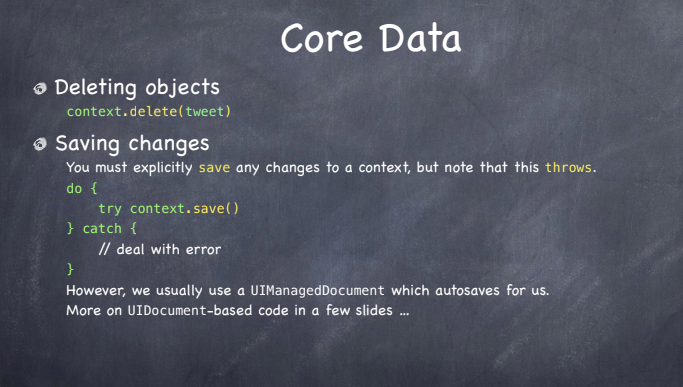 Core Data
Deleting objects
context.delete(tweet)
Saving changes
You must explicitly save any changes to a context, but note that this throws.
do {
    try context.save()
} catch {
    // deal with error
}
However, we usually use a UIManagedDocument which autosaves for us.
More on UIDocument-based code in a few slides ...